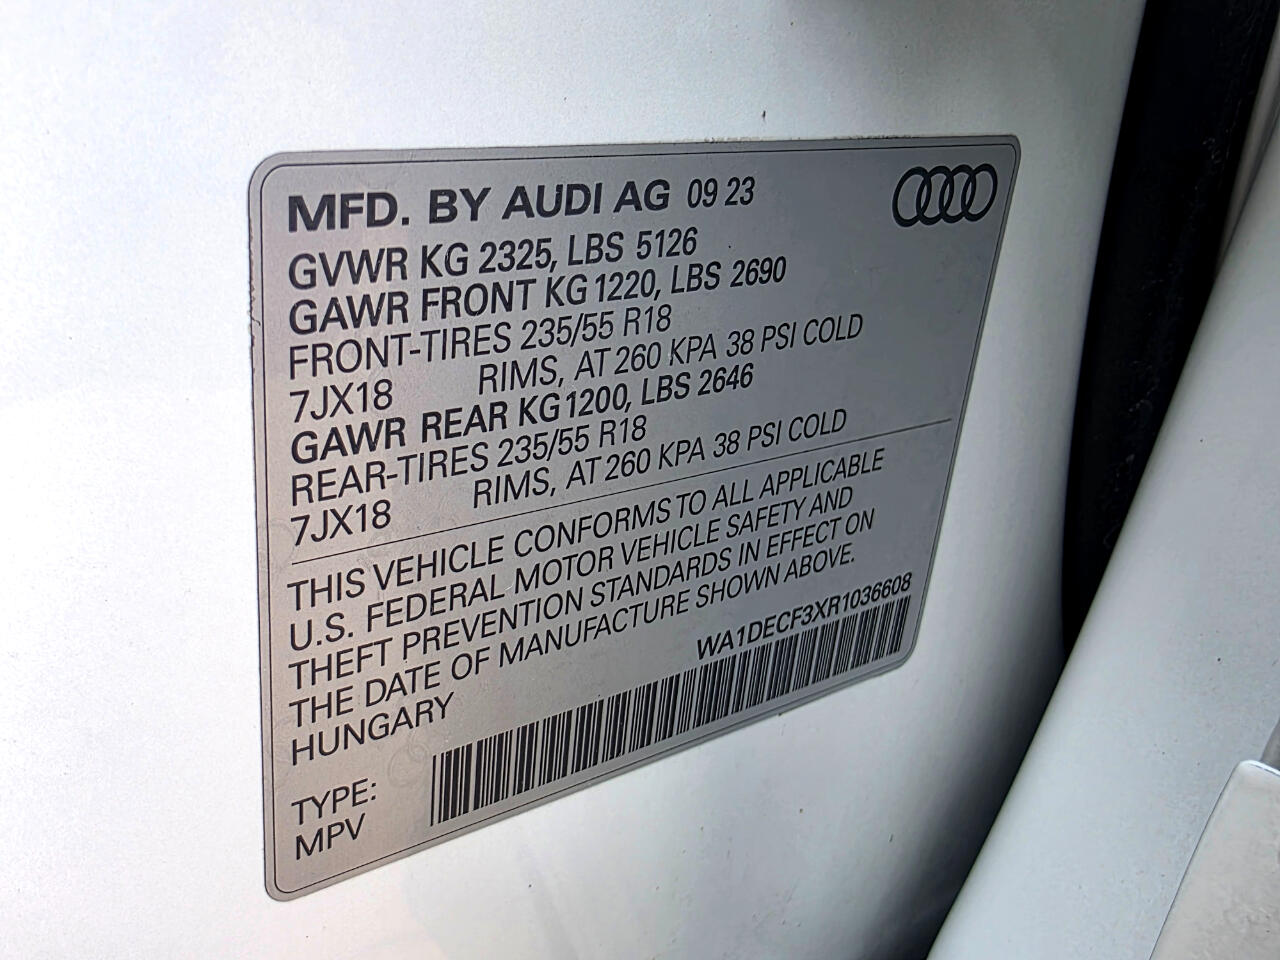 MFD. BY AUDI AG 09 23
GVWR KG 2325, LBS 5126
GAWR FRONT KG 1220, LBS 2690
FRONT-TIRES 235/55 R18
7JX18 RIMS, AT 260 KPA 38 PSI COLD
GAWR REAR KG 1200, LBS 2646
REAR-TIRES 235/55 R18
7JX18 RIMS, AT 260 KPA 38 PSI COLD
THIS VEHICLE CONFORMS TO ALL APPLICABLE
U.S. FEDERAL MOTOR VEHICLE SAFETY AND
THEFT PREVENTION STANDARDS IN EFFECT ON
THE DATE OF MANUFACTURE SHOWN ABOVE.
HUNGARY
WA1DECF3XR1036608
TYPE:
MPV